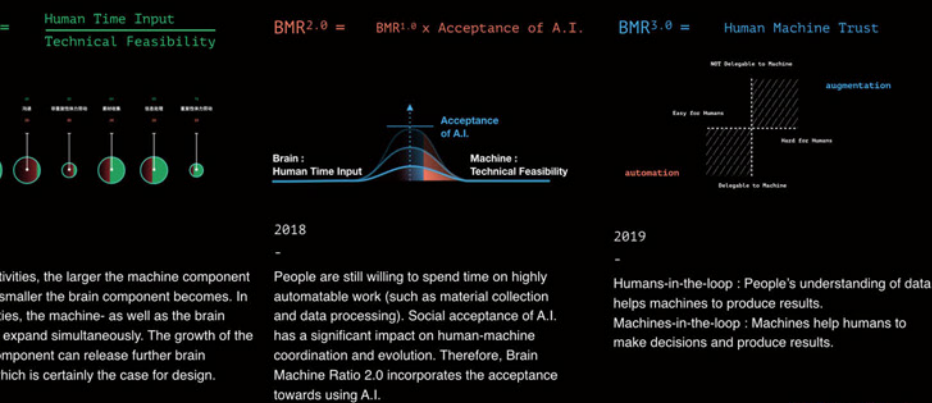 =
Human Time Input
Technical Feasibility
tivities, the larger the machine component
smaller the brain component becomes. In
ties, the machine- as well as the brain
expand simultaneously. The growth of the
omponent can release further brain
hich is certainly the case for design.
BMR2.0 =
BMR1.0 x Acceptance of A.I.
Acceptance
of A.I.
Brain :
Human Time Input
Machine :
Technical Feasibility
2018
-
People are still willing to spend time on highly
automatable work (such as material collection
and data processing). Social acceptance of A.I.
has a significant impact on human-machine
coordination and evolution. Therefore, Brain
Machine Ratio 2.0 incorporates the acceptance
towards using A.I.
BMR3.0 =
Human Machine Trust
NOT Delegable to Machine
augmentation
Easy for Humans
Hard for Humans
automation
Delegable to Machine
2019
-
Humans-in-the-loop : People's understanding of data
helps machines to produce results.
Machines-in-the-loop : Machines help humans to
make decisions and produce results.